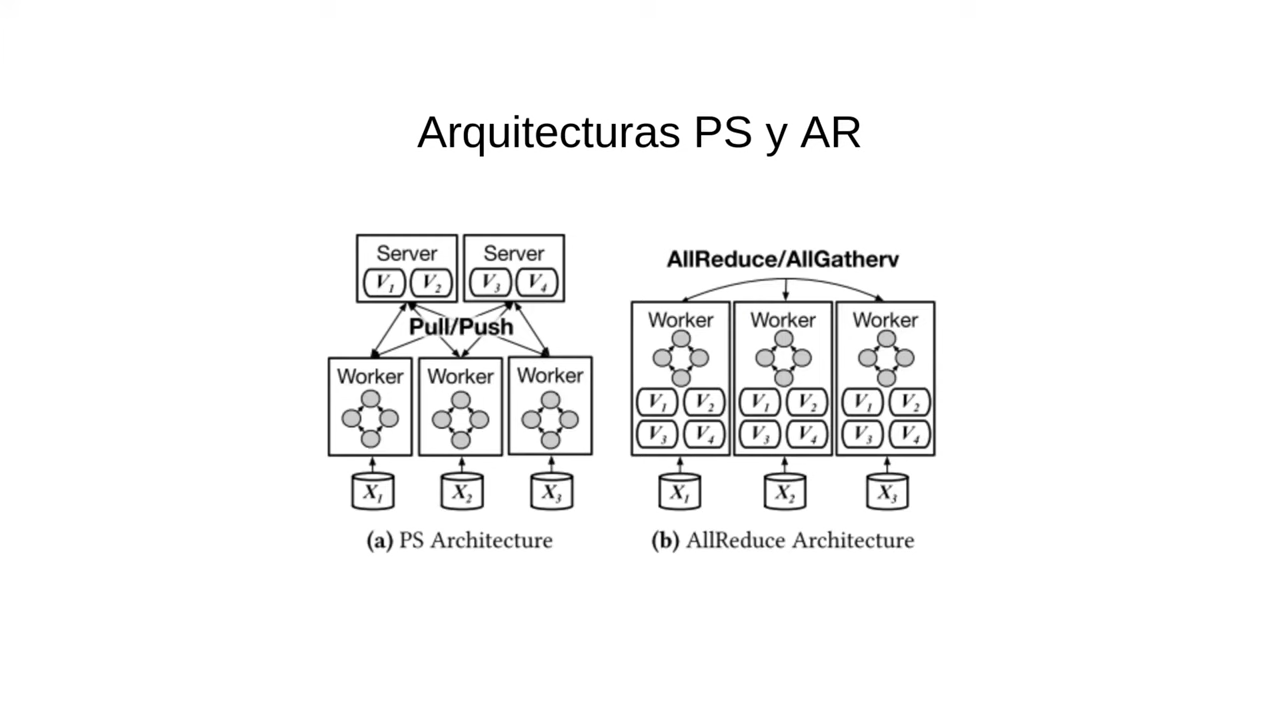 Arquitecturas PS y AR
Server
V1 V2
Server
V3 V4
Pull/Push
Worker
Worker
Worker
X1
X2
X3
(a) PS Architecture
AllReduce/AllGatherv
Worker
V1 V2
V3 V4
Worker
V1 V2
V3 V4
Worker
V1 V2
V3 V4
X1
X2
X3
(b) AllReduce Architecture